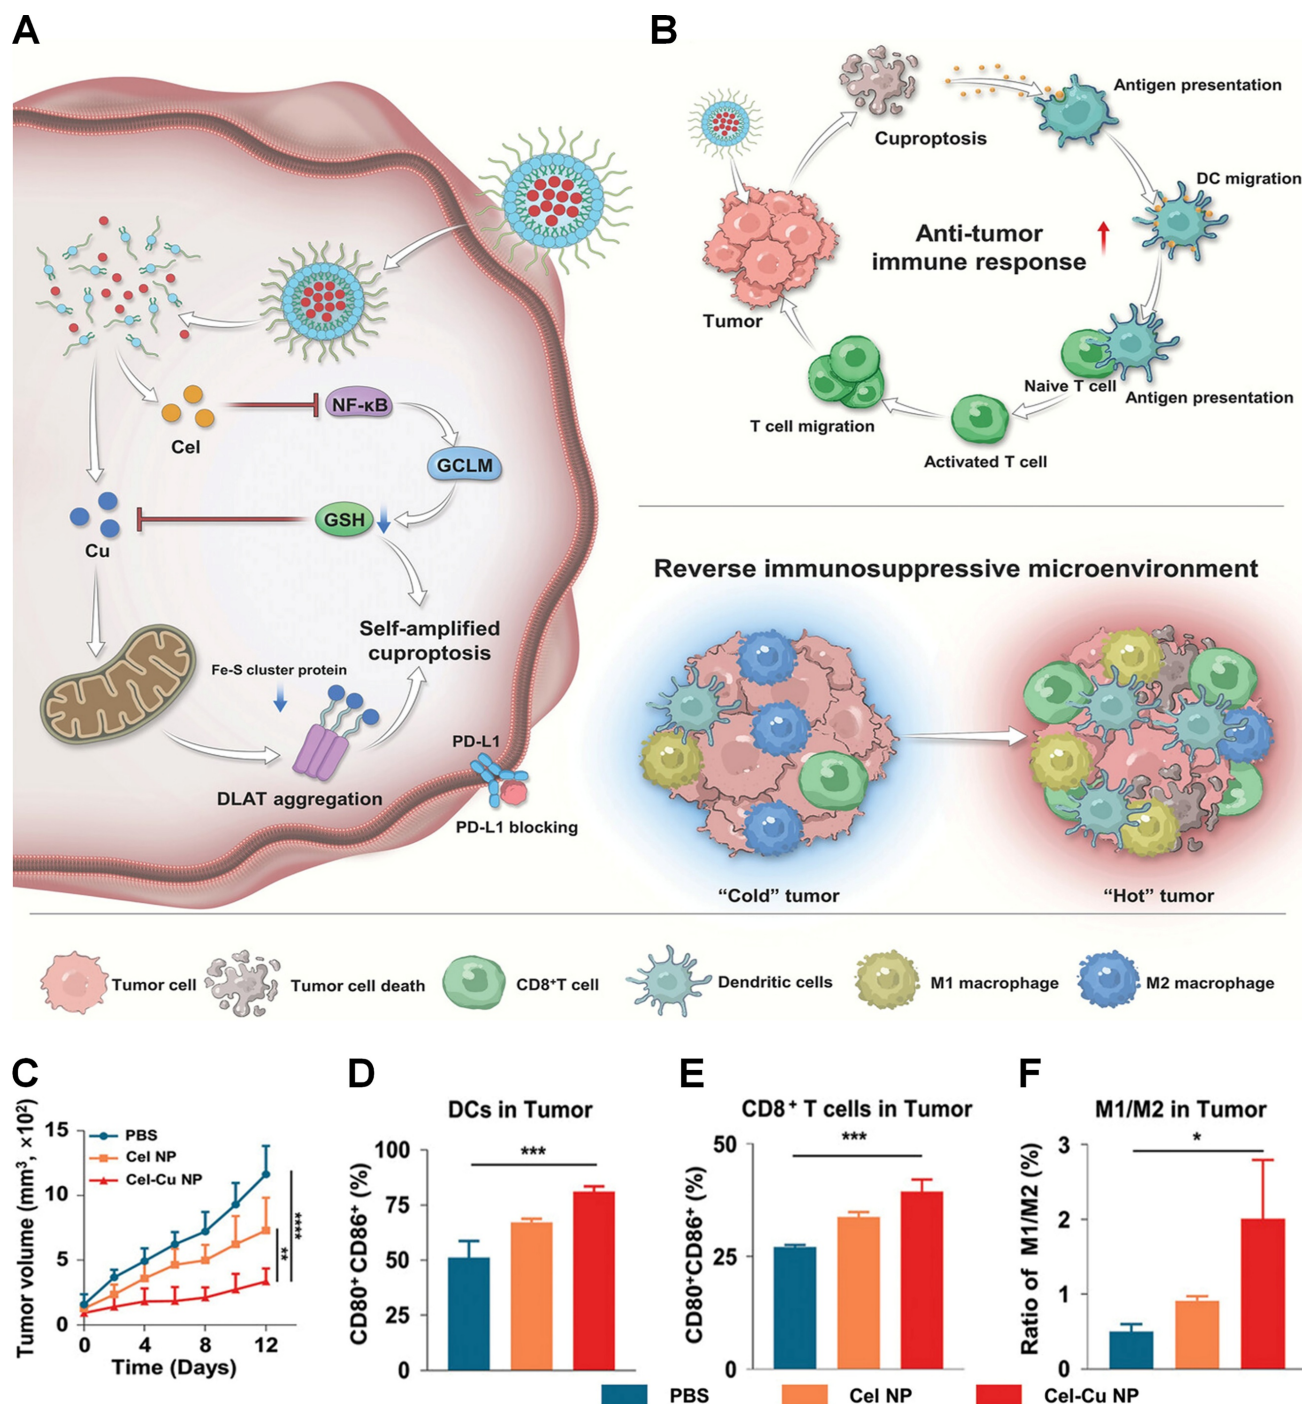 A
Cel
NF-κB
GCLM
GSH
Cu
Self-amplified
cuproptosis
Fe-S cluster protein
DLAT aggregation
PD-L1
PD-L1 blocking
B
Cuproptosis
Antigen presentation
DC migration
Anti-tumor
immune response
Tumor
Naive T cell
Antigen presentation
T cell migration
Activated T cell
Reverse immunosuppressive microenvironment
“Cold” tumor
“Hot” tumor
Tumor cell
Tumor cell death
CD8⁺T cell
Dendritic cells
M1 macrophage
M2 macrophage
C
Tumor volume (mm³, ×10²)
15
10
5
0
PBS
Cel NP
Cel-Cu NP
****
**
0
4
8
12
Time (Days)
D
DCs in Tumor
CD80⁺ CD86⁺ (%)
100
75
50
25
0
***
E
CD8⁺ T cells in Tumor
CD80⁺CD86⁺ (%)
50
25
0
***
F
M1/M2 in Tumor
Ratio of M1/M2 (%)
3
2
1
0
*
PBS
Cel NP
Cel-Cu NP